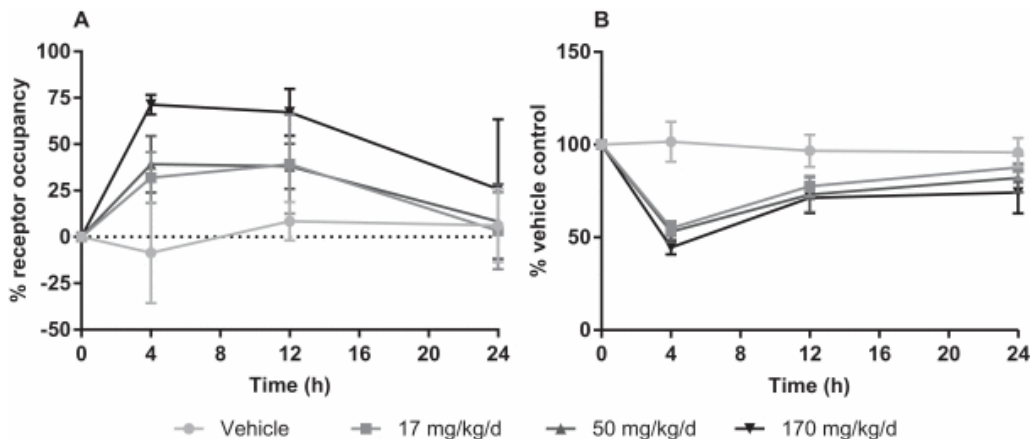 A
B
% receptor occupancy
100
75
50
25
0
-25
-50
0 4 8 12 16 20 24
Time (h)
% vehicle control
150
100
50
0
0 4 8 12 16 20 24
Time (h)
Vehicle 17 mg/kg/d 50 mg/kg/d 170 mg/kg/d